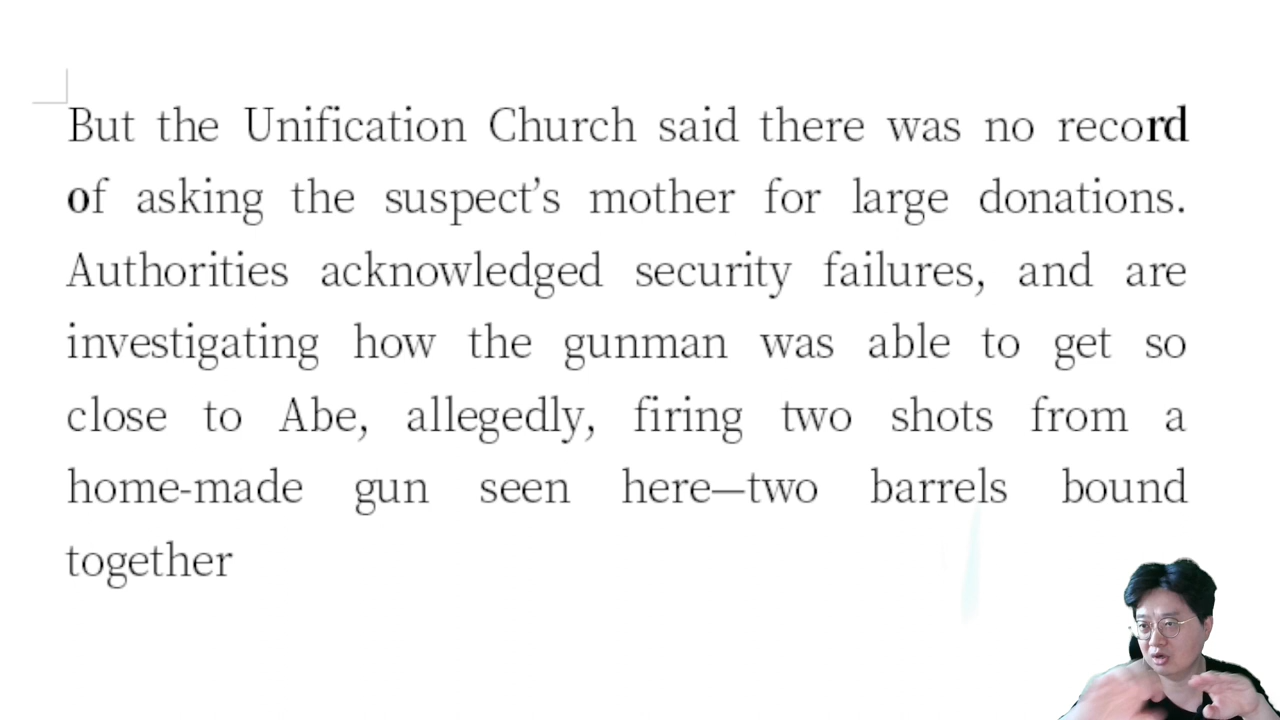 But the Unification Church said there was no record
of asking the suspect’s mother for large donations.
Authorities acknowledged security failures, and are
investigating how the gunman was able to get so
close to Abe, allegedly, firing two shots from a
home-made gun seen here—two barrels bound
together